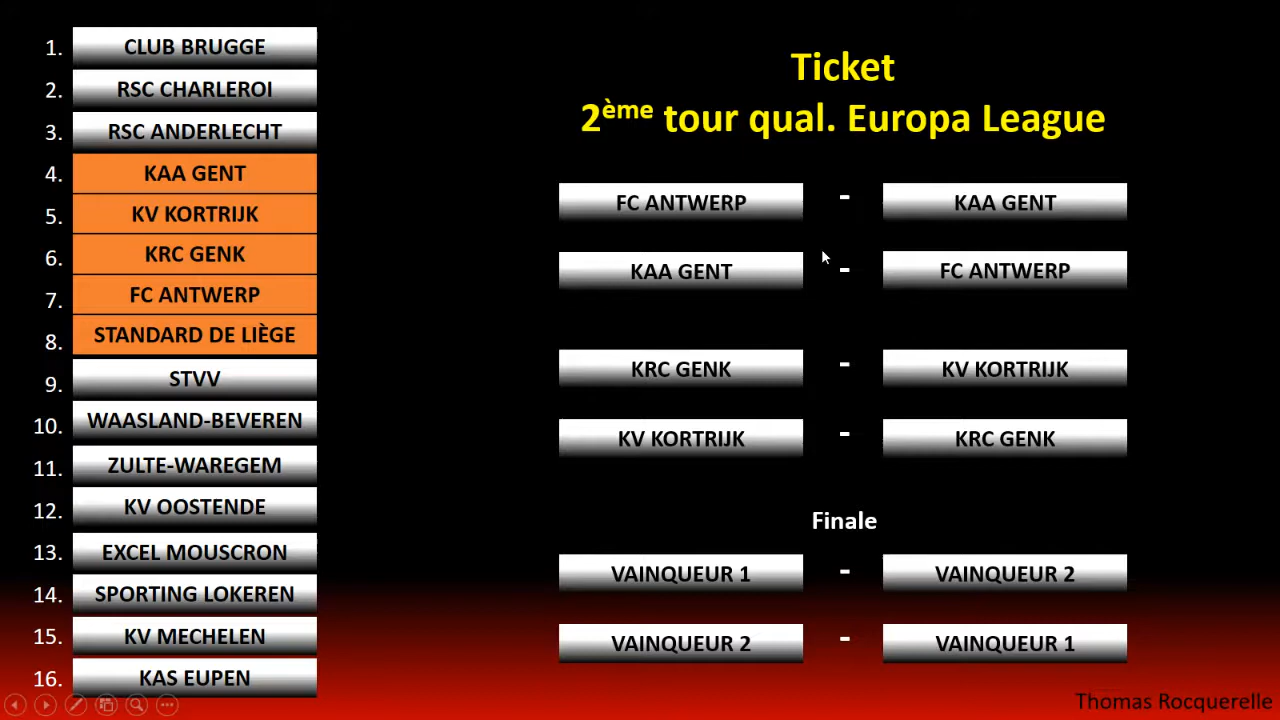 1. CLUB BRUGGE
2. RSC CHARLEROI
3. RSC ANDERLECHT
4. KAA GENT
5. KV KORTRIJK
6. KRC GENK
7. FC ANTWERP
8. STANDARD DE LIÈGE
9. STVV
10. WAASLAND-BEVEREN
11. ZULTE-WAREGEM
12. KV OOSTENDE
13. EXCEL MOUSCRON
14. SPORTING LOKEREN
15. KV MECHELEN
16. KAS EUPEN
Ticket
2ème tour qual. Europa League
FC ANTWERP - KAA GENT
KAA GENT - FC ANTWERP
KRC GENK - KV KORTRIJK
KV KORTRIJK - KRC GENK
Finale
VAINQUEUR 1 - VAINQUEUR 2
VAINQUEUR 2 - VAINQUEUR 1
Thomas Rocquerelle